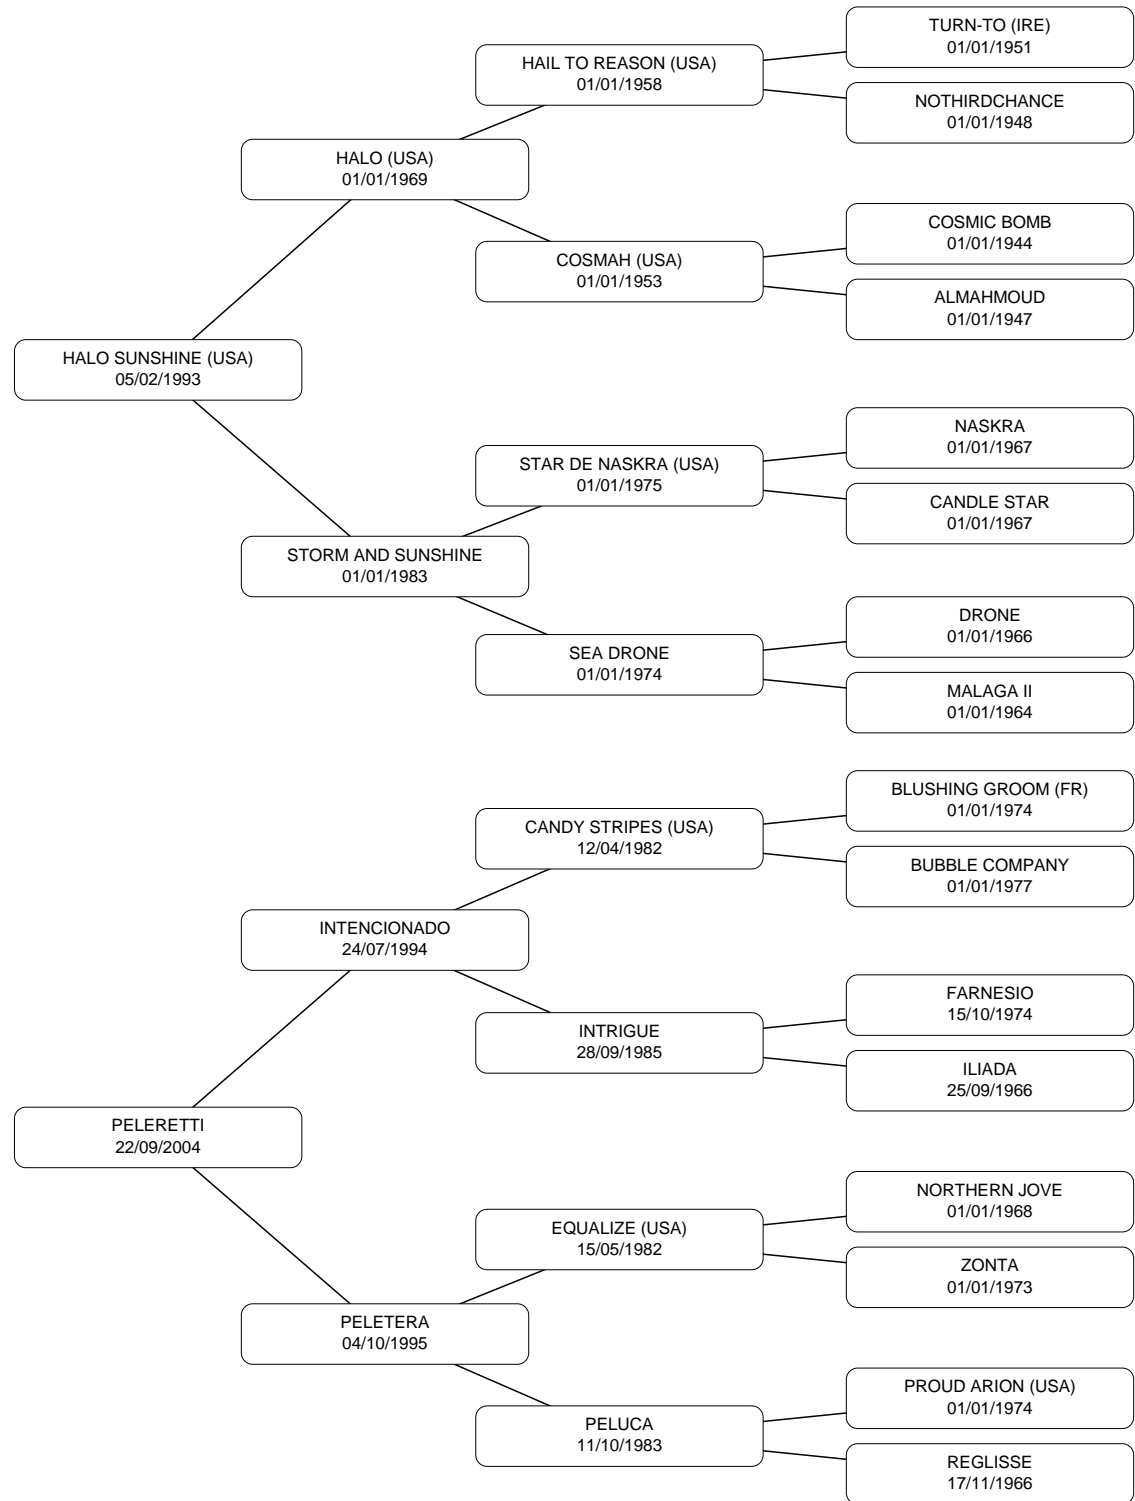 TURN-TO (IRE)
01/01/1951
HAIL TO REASON (USA)
01/01/1958
NOTHIRDCHANCE
01/01/1948
HALO (USA)
01/01/1969
COSMIC BOMB
01/01/1944
COSMAH (USA)
01/01/1953
ALMAHMOUD
01/01/1947
HALO SUNSHINE (USA)
05/02/1993
NASKRA
01/01/1967
STAR DE NASKRA (USA)
01/01/1975
CANDLE STAR
01/01/1967
STORM AND SUNSHINE
01/01/1983
DRONE
01/01/1966
SEA DRONE
01/01/1974
MALAGA II
01/01/1964
BLUSHING GROOM (FR)
01/01/1974
CANDY STRIPES (USA)
12/04/1982
BUBBLE COMPANY
01/01/1977
INTENCIONADO
24/07/1994
FARNESIO
15/10/1974
INTRIGUE
28/09/1985
ILIADA
25/09/1966
PELERETTI
22/09/2004
NORTHERN JOVE
01/01/1968
EQUALIZE (USA)
15/05/1982
ZONTA
01/01/1973
PELETERA
04/10/1995
PROUD ARION (USA)
01/01/1974
PELUCA
11/10/1983
REGLISSE
17/11/1966